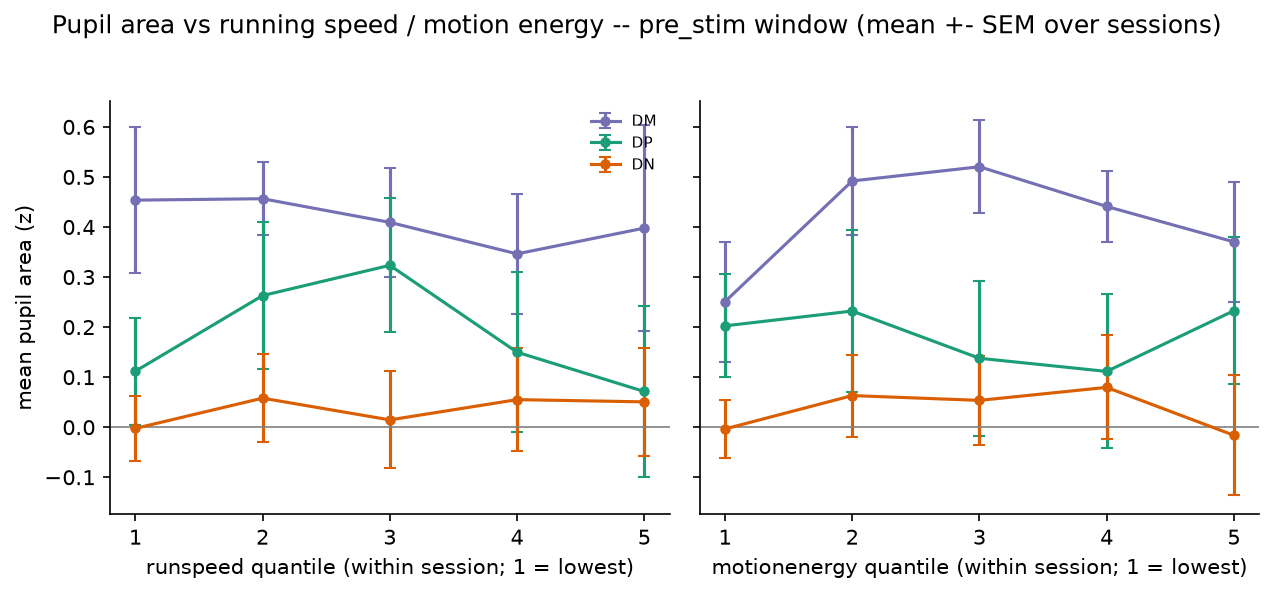 Pupil area vs running speed / motion energy -- pre_stim window (mean +- SEM over sessions)
mean pupil area (z)
0.6
0.5
0.4
0.3
0.2
0.1
0.0
−0.1
DM
DP
DN
1 2 3 4 5
runspeed quantile (within session; 1 = lowest)
1 2 3 4 5
motionenergy quantile (within session; 1 = lowest)